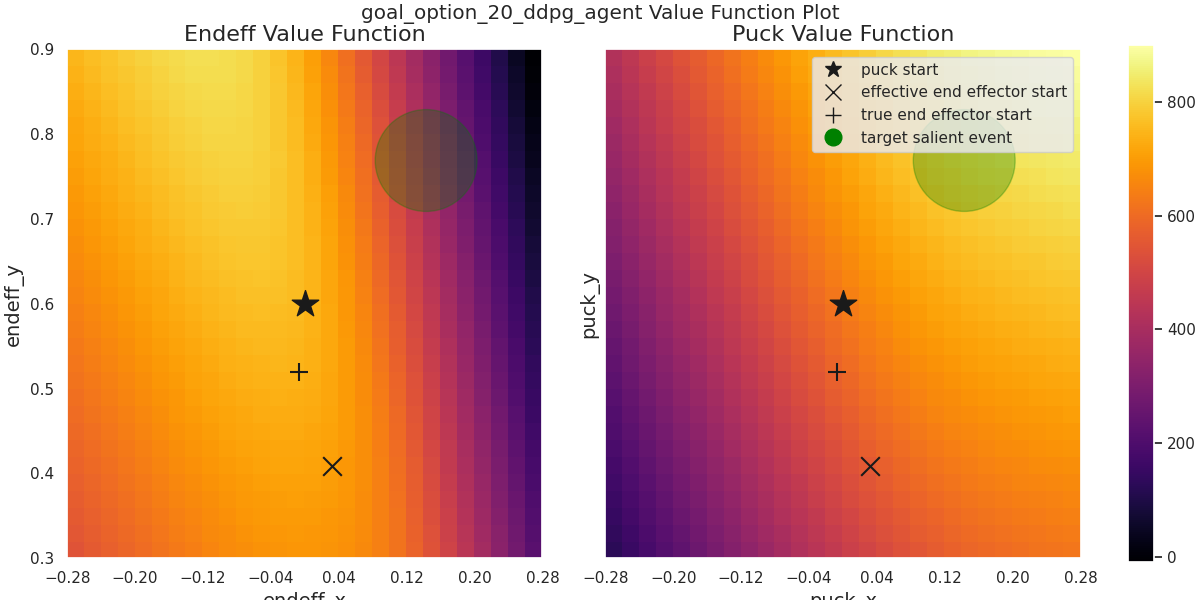 goal_option_20_ddpg_agent Value Function Plot
Endeff Value Function
Puck Value Function
puck start
effective end effector start
true end effector start
target salient event
endeff_y
0.9
0.8
0.7
0.6
0.5
0.4
0.3
−0.28 −0.20 −0.12 −0.04 0.04 0.12 0.20 0.28
endeff_x
puck_y
−0.28 −0.20 −0.12 −0.04 0.04 0.12 0.20 0.28
puck_x
800
600
400
200
0